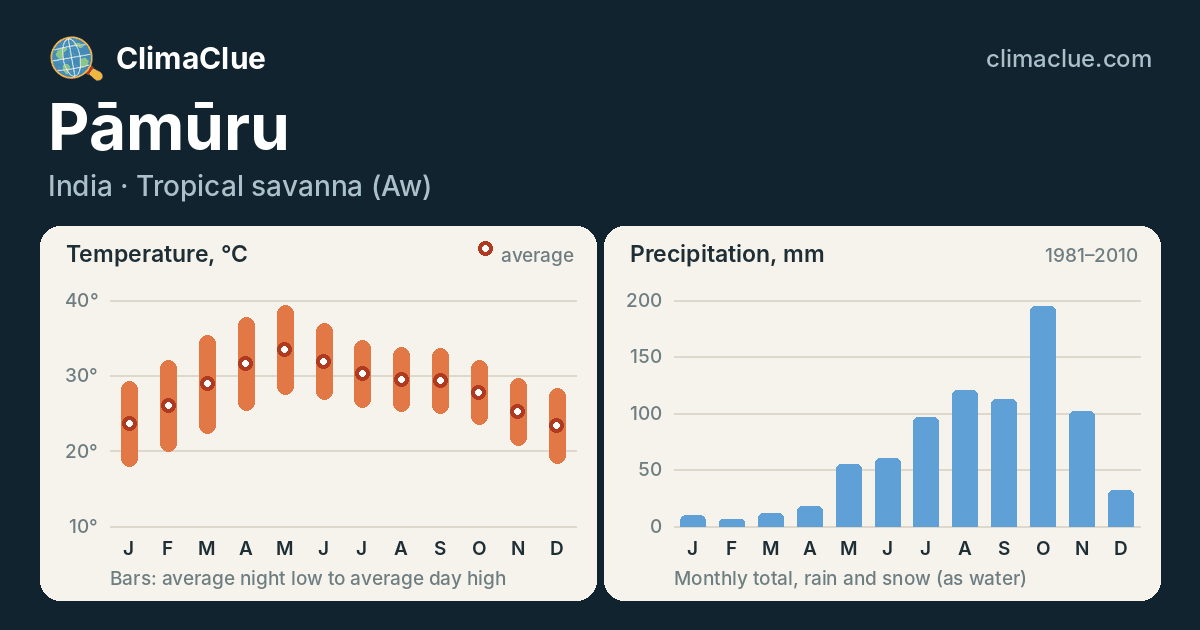 ClimaClue
climaclue.com
Pāmūru
India · Tropical savanna (Aw)
Temperature, °C
average
40°
30°
20°
10°
J F M A M J J A S O N D
Bars: average night low to average day high
Precipitation, mm
1981–2010
200
150
100
50
0
J F M A M J J A S O N D
Monthly total, rain and snow (as water)